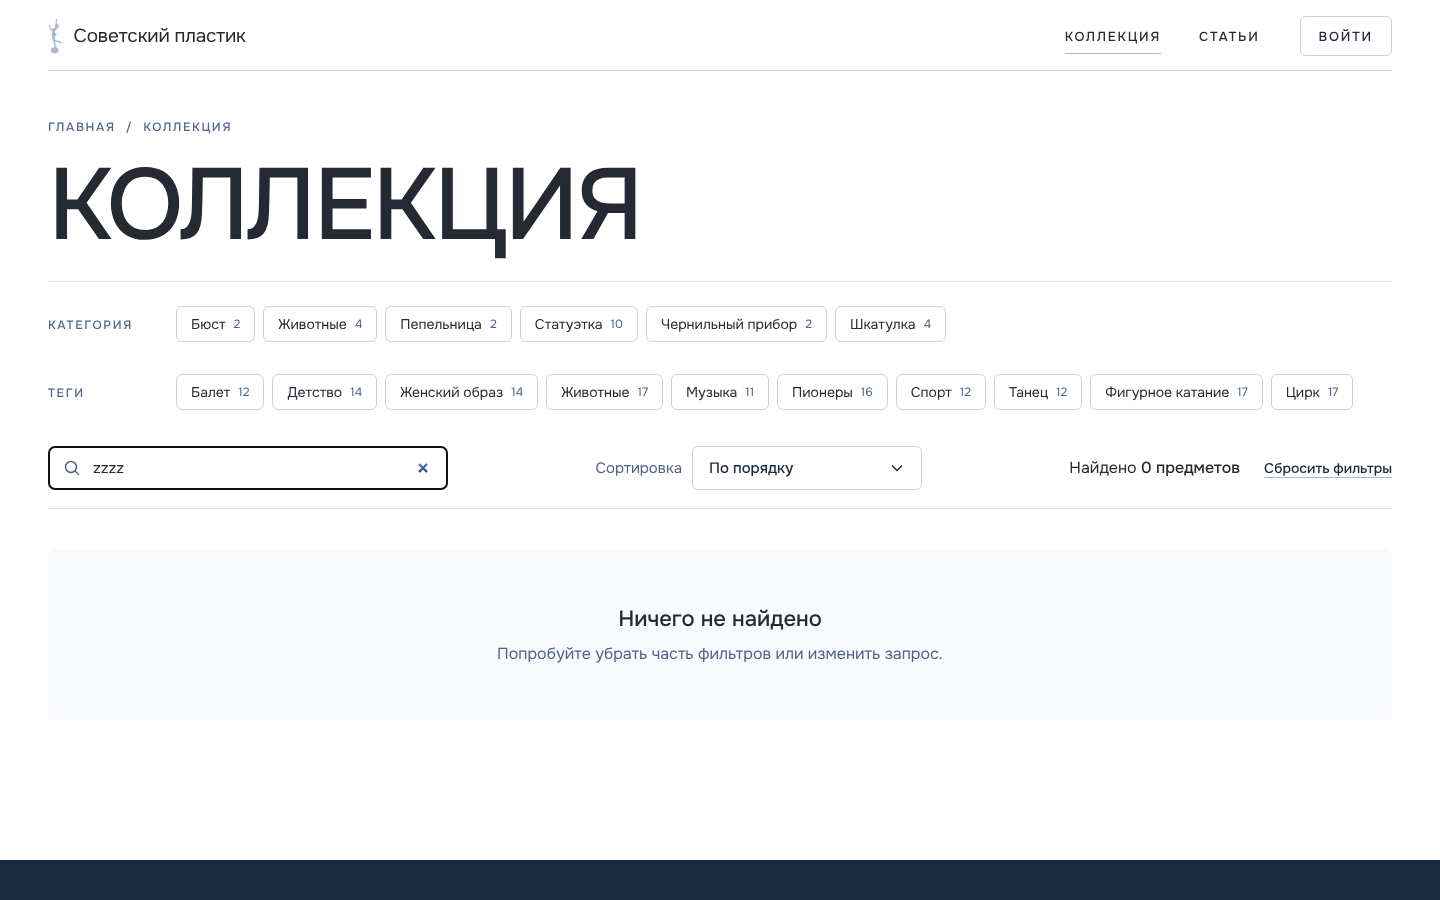 Советский пластик
КОЛЛЕКЦИЯ СТАТЬИ ВОЙТИ
ГЛАВНАЯ / КОЛЛЕКЦИЯ
КОЛЛЕКЦИЯ
КАТЕГОРИЯ Бюст 2 Животные 4 Пепельница 2 Статуэтка 10 Чернильный прибор 2 Шкатулка 4
ТЕГИ Балет 12 Детство 14 Женский образ 14 Животные 17 Музыка 11 Пионеры 16 Спорт 12 Танец 12 Фигурное катание 17 Цирк 17
zzzz Сортировка По порядку Найдено 0 предметов Сбросить фильтры
Ничего не найдено
Попробуйте убрать часть фильтров или изменить запрос.